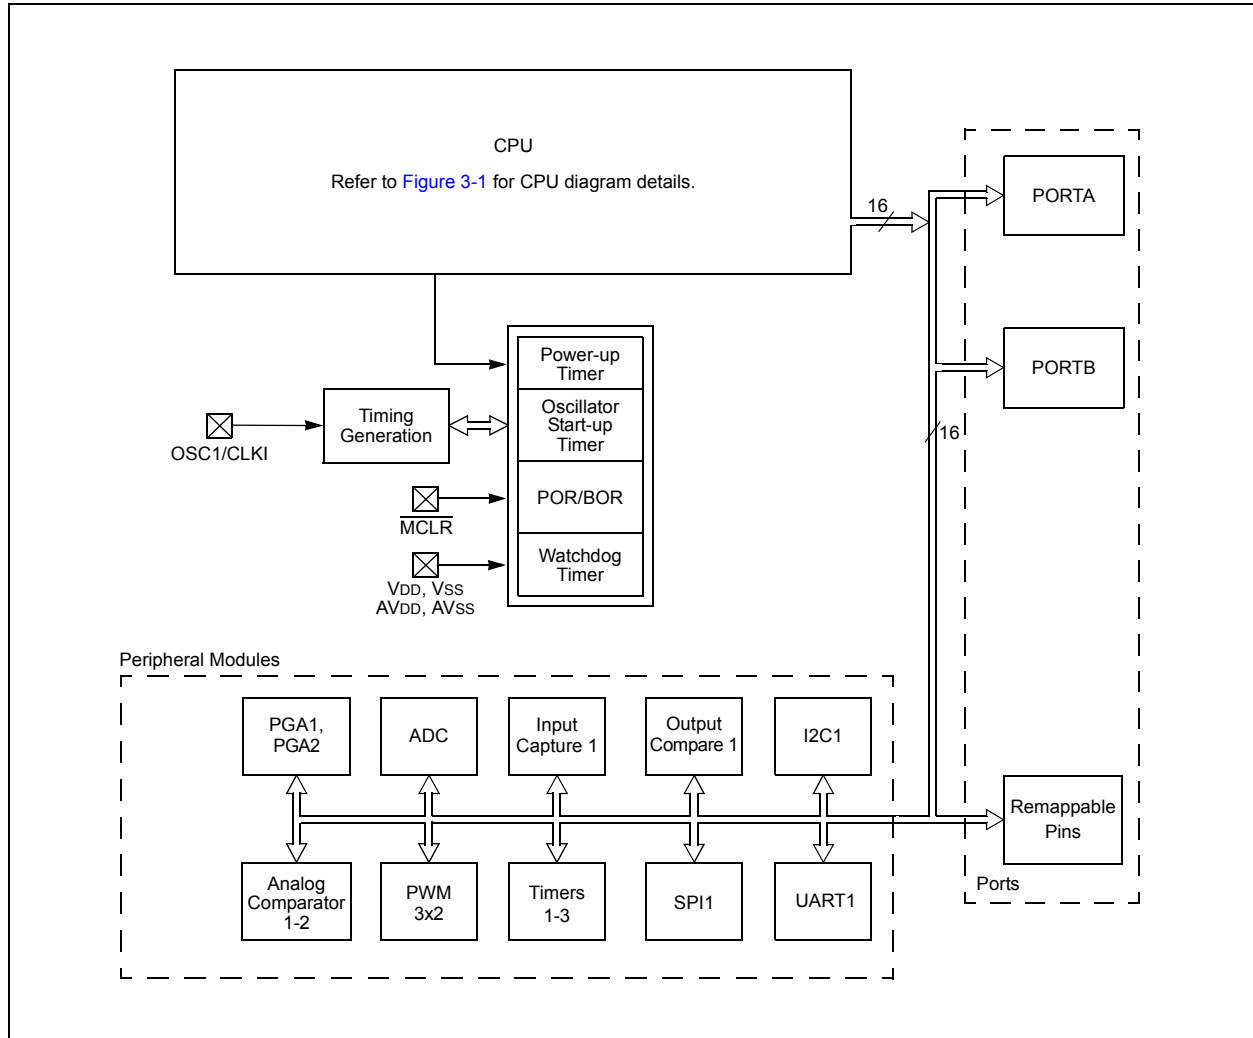 CPU
Refer to Figure 3-1 for CPU diagram details.
16
PORTA
PORTB
16
Power-up
Timer
Oscillator
Start-up
Timer
POR/BOR
Watchdog
Timer
Timing
Generation
OSC1/CLKI
MCLR
VDD, VSS
AVDD, AVSS
Peripheral Modules
PGA1,
PGA2
ADC
Input
Capture 1
Output
Compare 1
I2C1
Remappable
Pins
Analog
Comparator
1-2
PWM
3x2
Timers
1-3
SPI1
UART1
Ports